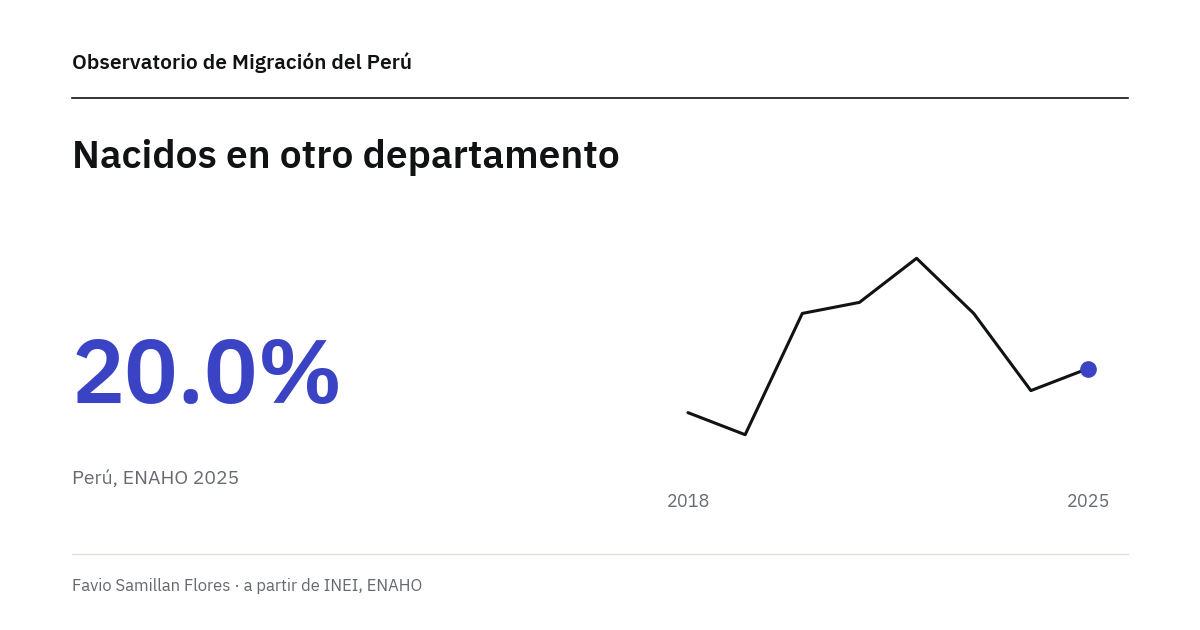 Observatorio de Migración del Perú
Nacidos en otro departamento
20.0%
Perú, ENAHO 2025
2018
2025
Favio Samillan Flores · a partir de INEI, ENAHO